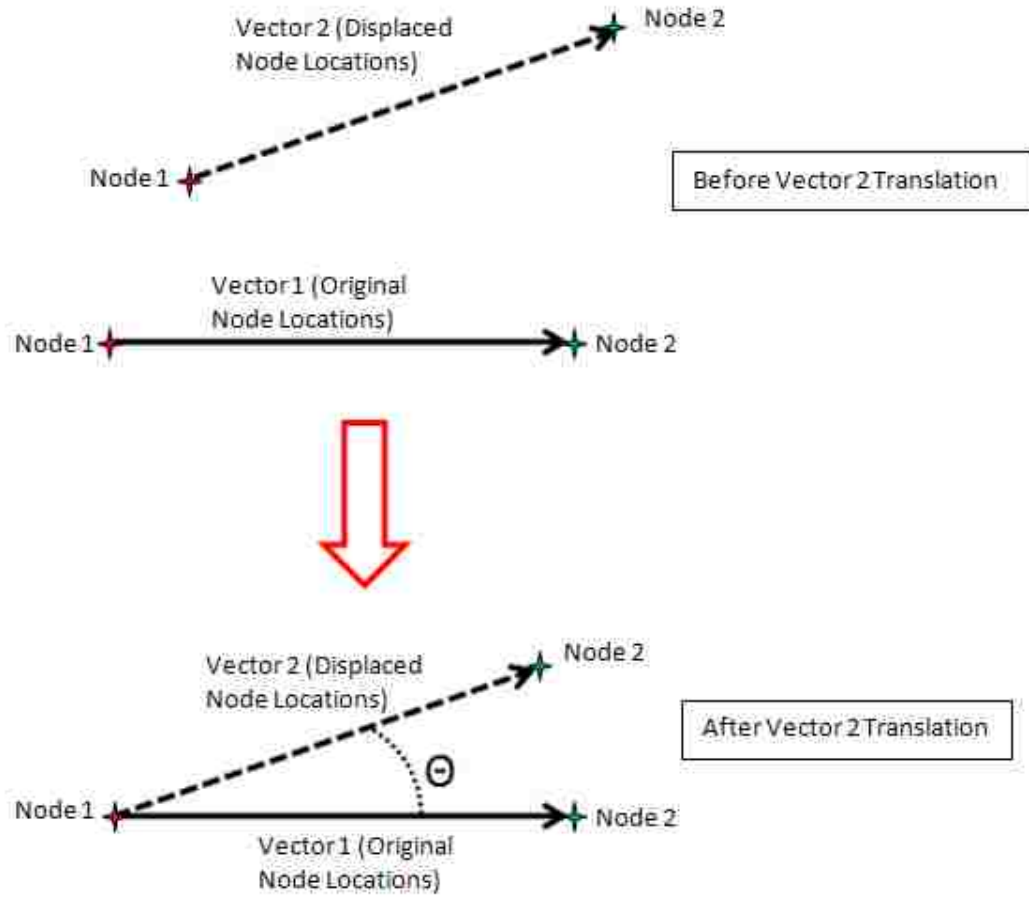 Vector 2 (Displaced
Node Locations)
Node 2
Node 1
Before Vector 2 Translation
Vector 1 (Original
Node Locations)
Node 1
Node 2
Vector 2 (Displaced
Node Locations)
Node 2
After Vector 2 Translation
Θ
Node 1
Node 2
Vector 1 (Original
Node Locations)